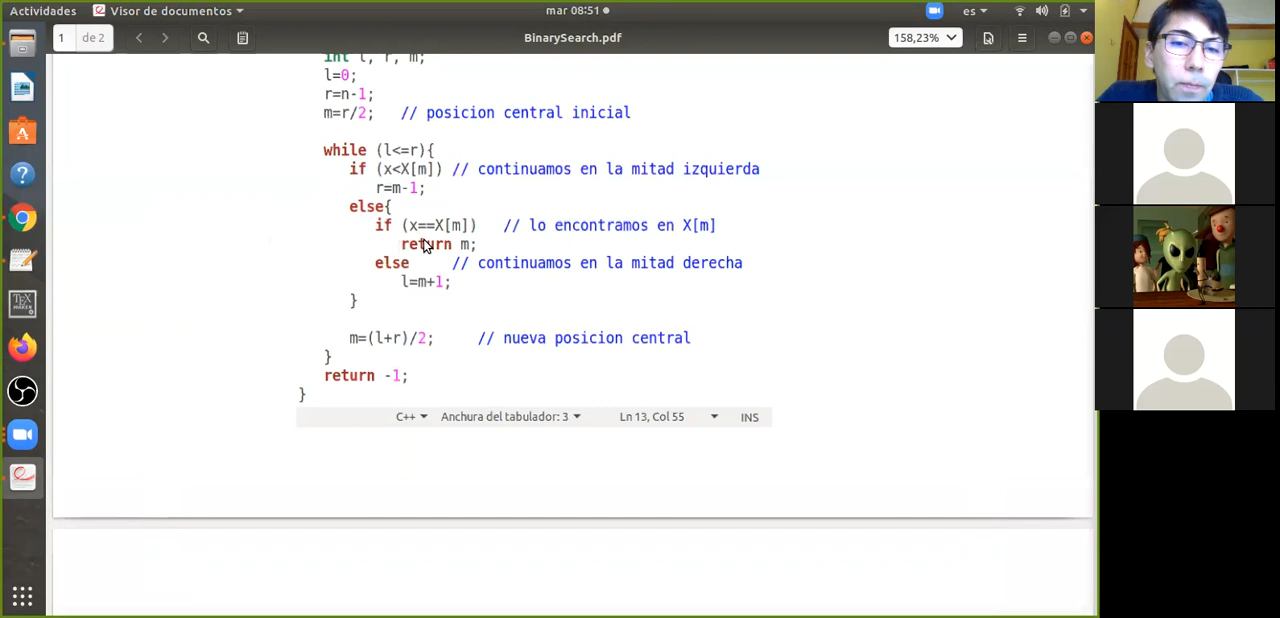 Actividades
Visor de documentos
mar 08:51
es
1
de 2
BinarySearch.pdf
158,23%
int l, r, m;
l=0;
r=n-1;
m=r/2; // posicion central inicial
while (l<=r){
if (x<X[m]) // continuamos en la mitad izquierda
r=m-1;
else{
if (x==X[m]) // lo encontramos en X[m]
return m;
else // continuamos en la mitad derecha
l=m+1;
}
m=(l+r)/2; // nueva posicion central
}
return -1;
}
C++
Anchura del tabulador: 3
Ln 13, Col 55
INS
TEX
MAKER